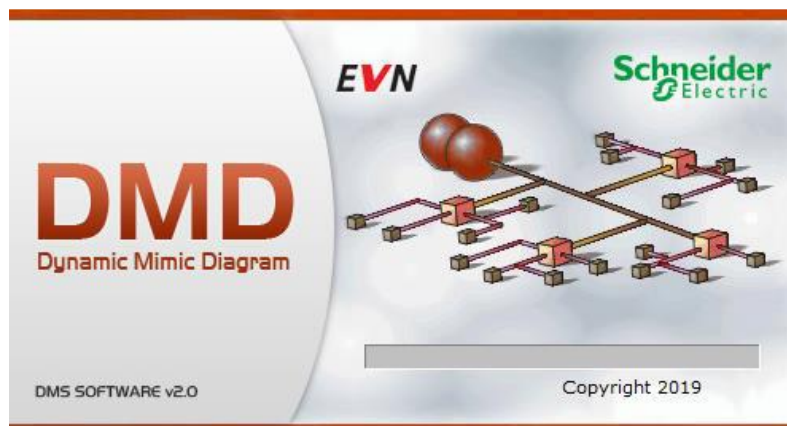 EVN
Schneider
Electric
DMD
Dynamic Mimic Diagram
DMS SOFTWARE v2.0
Copyright 2019